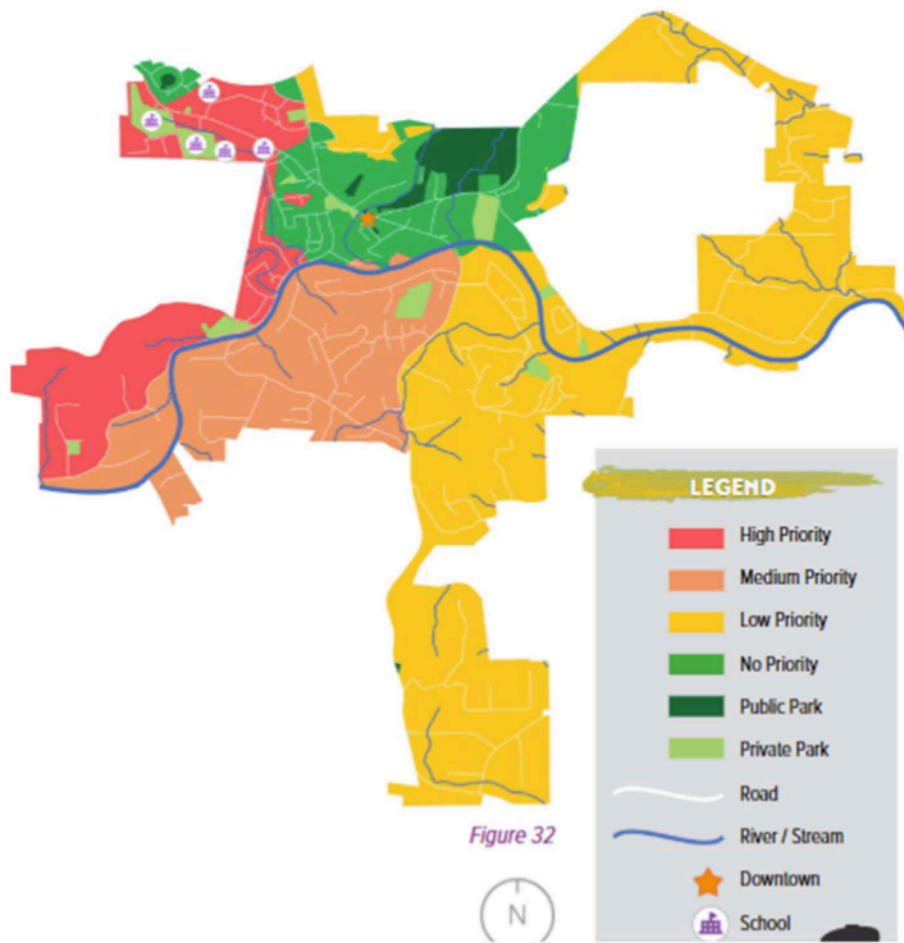 LEGEND
High Priority
Medium Priority
Low Priority
No Priority
Public Park
Private Park
Road
River / Stream
Downtown
School
Figure 32
N